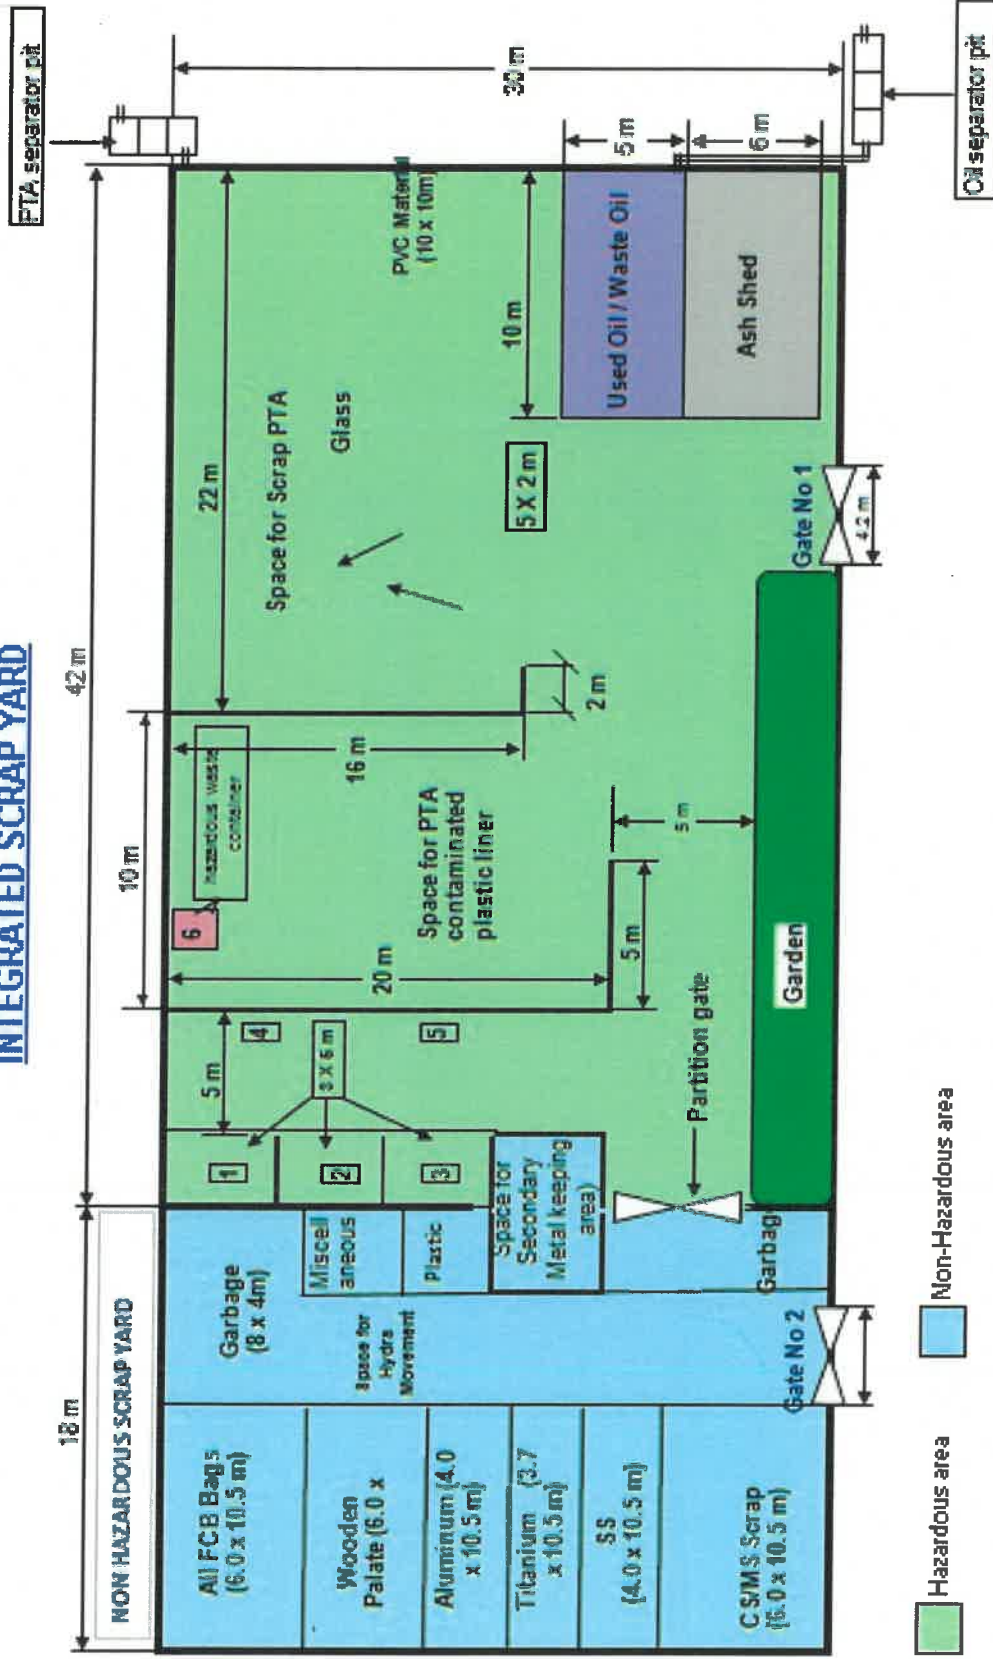 INTEGRATED SCRAP YARD
PTA separator pit
18 m
42 m
NON HAZARDOUS SCRAP YARD
10 m
22 m
30 m
All FCB Bags
(6.0 x 10.5 m)
Garbage
(8 x 4m)
1
5 m
4
6
hazardous waste
container
16 m
Space for Scrap PTA
Glass
PVC Material
(10 x 10m)
Wooden
Palate (6.0 x
Space for
Hydra
Movement
Miscell
aneous
2
3 X 6 m
20 m
Aluminum (4.0
x 10.5 m)
Plastic
3
5
Space for PTA
contaminated
plastic liner
5 X 2 m
10 m
Titanium (3.7
x 10.5 m)
Space for
Secondary
Metal keeping
area)
5 m
2 m
Used Oil / Waste Oil
5 m
SS
(4.0 x 10.5 m)
Partition gate
5 m
Ash Shed
6 m
CS/MS Scrap
(6.0 x 10.5 m)
Garbage
Garden
Gate No 2
Gate No 1
4.2 m
Oil separator pit
Hazardous area
Non-Hazardous area